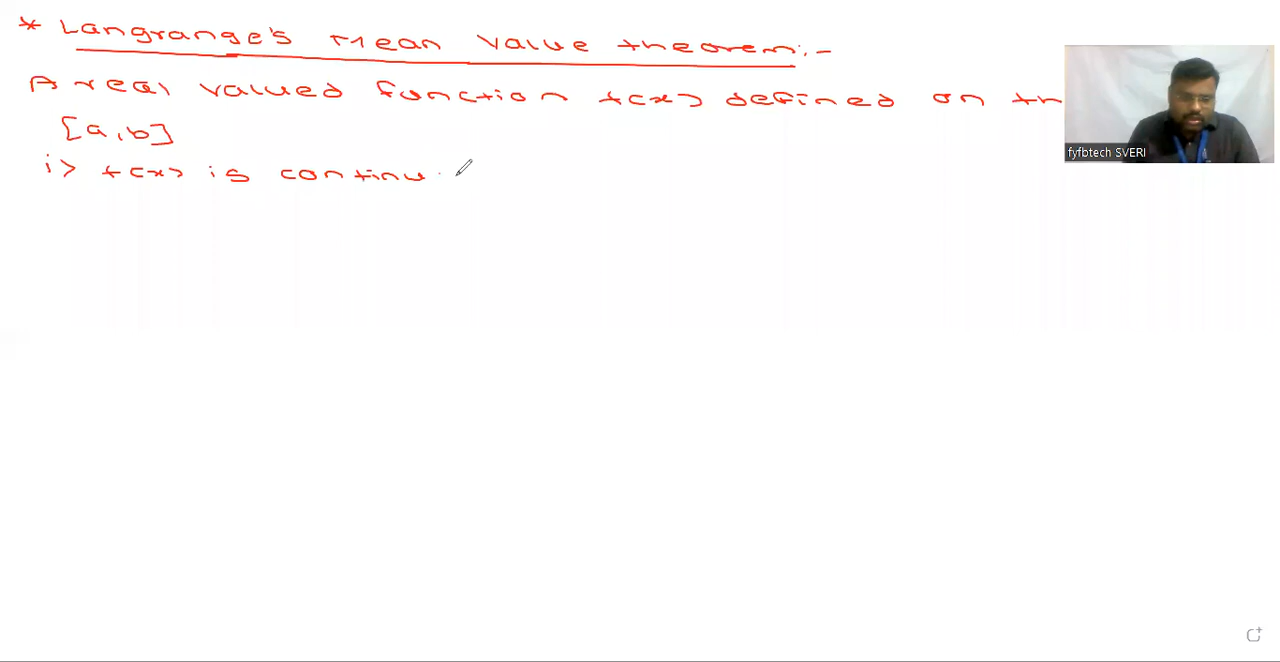 * Langrange's Mean Value theorem:-
A real valued function f(x) defined on th
[a,b]
i> f(x) is continu
fyfbtech SVERI